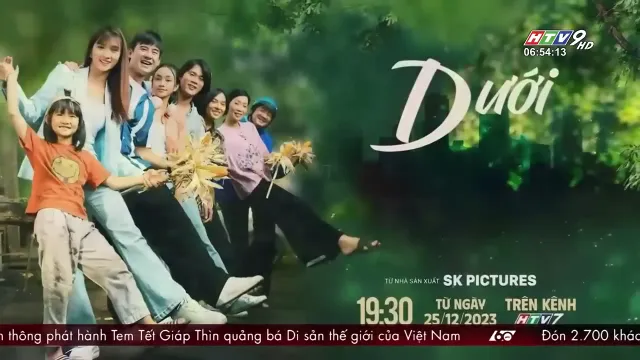 HTV9 HD
06:54:13
Dưới
TỪ NHÀ SẢN XUẤT SK PICTURES
19:30 TỪ NGÀY 25/12/2023 TRÊN KÊNH HTV7
thông phát hành Tem Tết Giáp Thìn quảng bá Di sản thế giới của Việt Nam
Đón 2.700